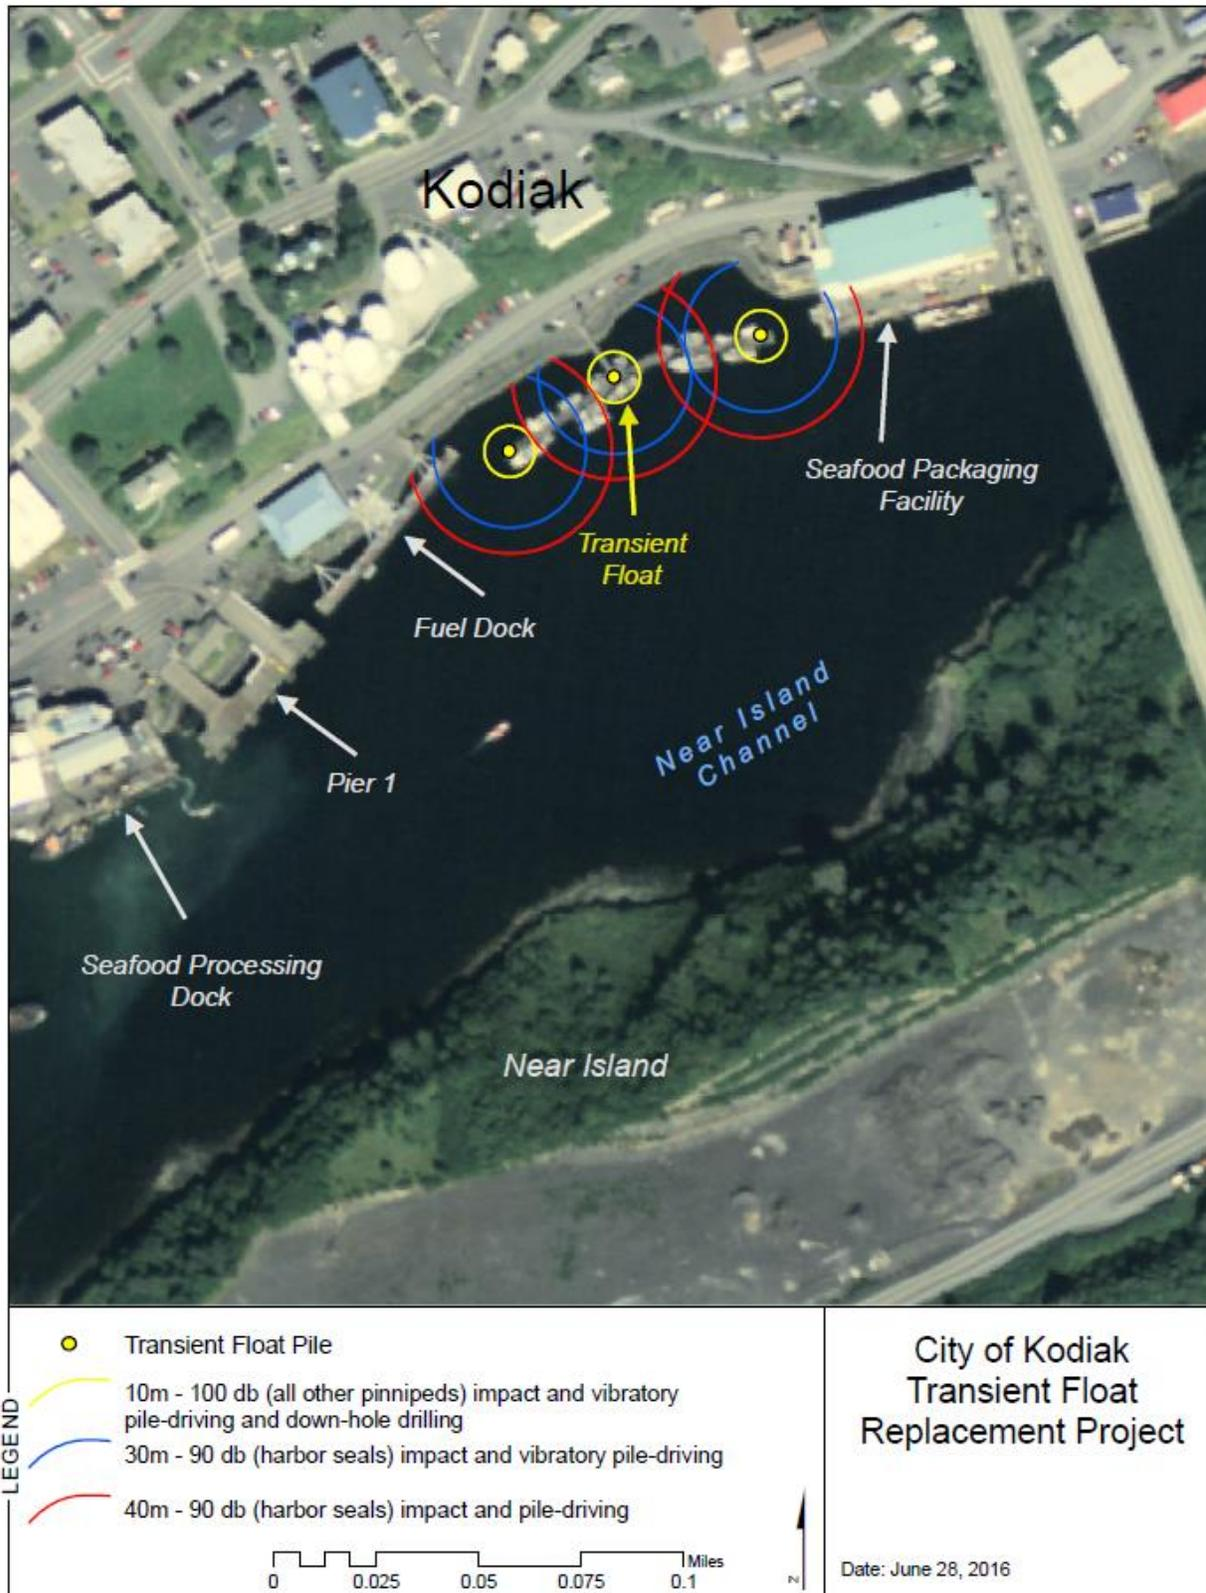 Kodiak
Seafood Packaging
Facility
Transient
Float
Fuel Dock
Near Island
Channel
Pier 1
Seafood Processing
Dock
Near Island
LEGEND
Transient Float Pile
10m - 100 db (all other pinnipeds) impact and vibratory
pile-driving and down-hole drilling
30m - 90 db (harbor seals) impact and vibratory pile-driving
40m - 90 db (harbor seals) impact and pile-driving
Miles
0 0.025 0.05 0.075 0.1
N
City of Kodiak
Transient Float
Replacement Project
Date: June 28, 2016